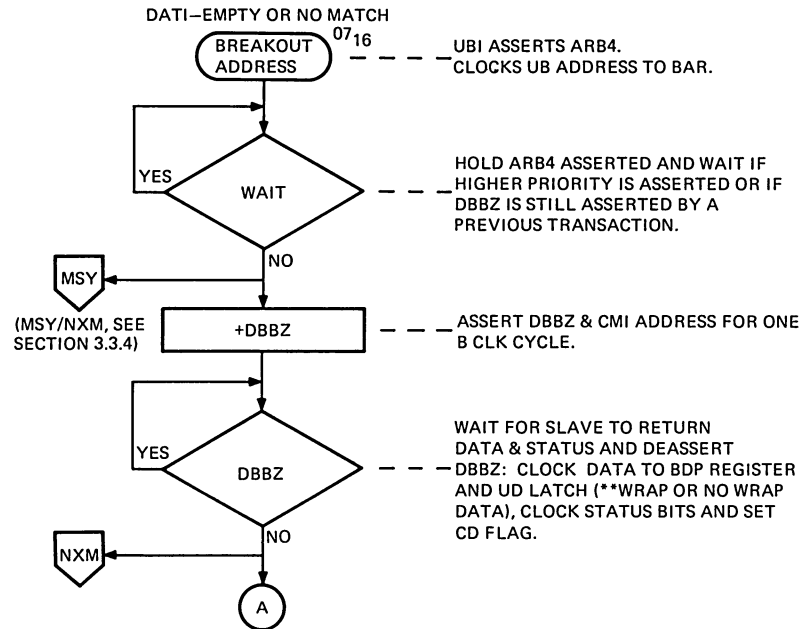 DATI–EMPTY OR NO MATCH
BREAKOUT
ADDRESS
07₁₆
UBI ASSERTS ARB4.
CLOCKS UB ADDRESS TO BAR.
YES
WAIT
HOLD ARB4 ASSERTED AND WAIT IF
HIGHER PRIORITY IS ASSERTED OR IF
DBBZ IS STILL ASSERTED BY A
PREVIOUS TRANSACTION.
NO
MSY
(MSY/NXM, SEE
SECTION 3.3.4)
+DBBZ
ASSERT DBBZ & CMI ADDRESS FOR ONE
B CLK CYCLE.
YES
DBBZ
WAIT FOR SLAVE TO RETURN
DATA & STATUS AND DEASSERT
DBBZ: CLOCK DATA TO BDP REGISTER
AND UD LATCH (**WRAP OR NO WRAP
DATA), CLOCK STATUS BITS AND SET
CD FLAG.
NO
NXM
A